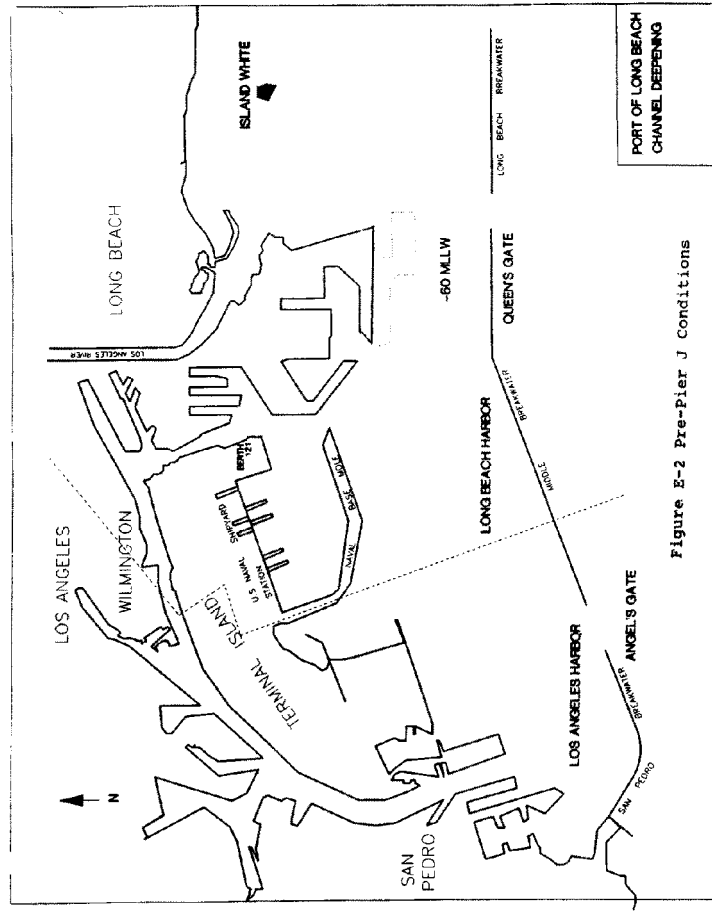 N
LOS ANGELES
WILMINGTON
LONG BEACH
LOS ANGELES RIVER
ISLAND WHITE
TERMINAL ISLAND
U.S NAVAL
STATION
SHIPYARD
BERTH
121
NAVAL BASE MOLE
SAN
PEDRO
-60 MLLW
LONG BEACH HARBOR
QUEEN'S GATE
LONG BEACH BREAKWATER
MIDDLE BREAKWATER
LOS ANGELES HARBOR
ANGEL'S GATE
SAN PEDRO BREAKWATER
PORT OF LONG BEACH
CHANNEL DEEPENING
Figure E-2 Pre-Pier J Conditions